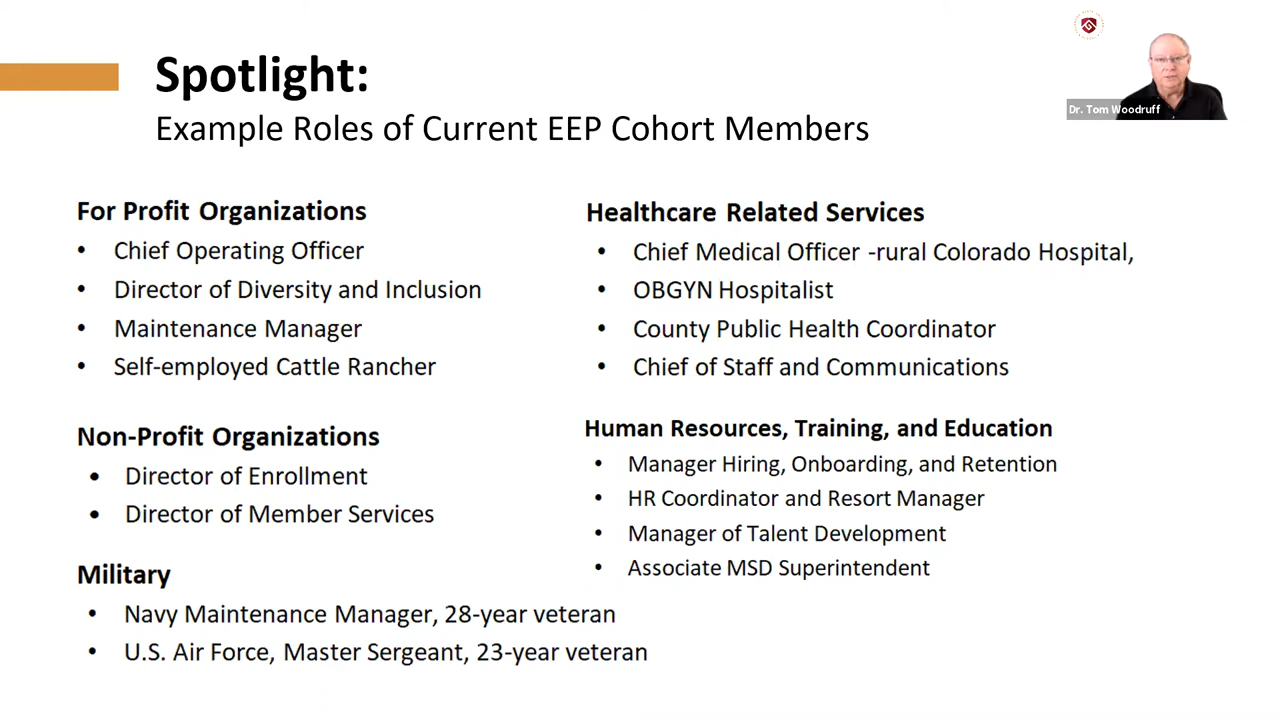 Spotlight:
Example Roles of Current EEP Cohort Members
Dr. Tom Woodruff
For Profit Organizations
• Chief Operating Officer
• Director of Diversity and Inclusion
• Maintenance Manager
• Self-employed Cattle Rancher
Non-Profit Organizations
• Director of Enrollment
• Director of Member Services
Military
• Navy Maintenance Manager, 28-year veteran
• U.S. Air Force, Master Sergeant, 23-year veteran
Healthcare Related Services
• Chief Medical Officer -rural Colorado Hospital,
• OBGYN Hospitalist
• County Public Health Coordinator
• Chief of Staff and Communications
Human Resources, Training, and Education
• Manager Hiring, Onboarding, and Retention
• HR Coordinator and Resort Manager
• Manager of Talent Development
• Associate MSD Superintendent